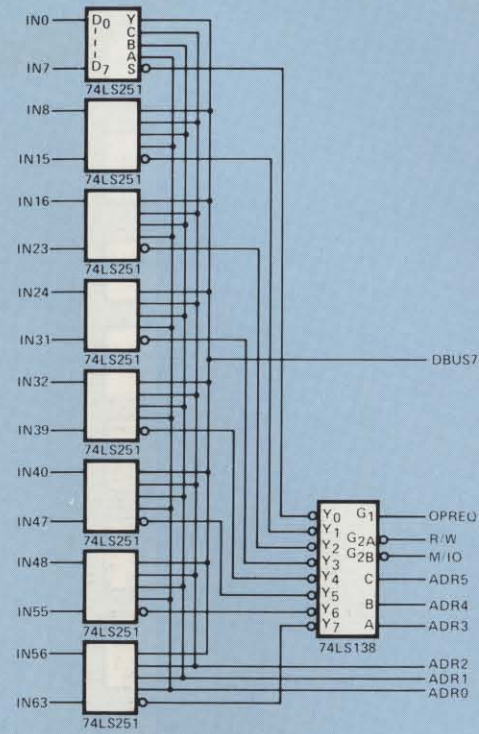 IN0
D0 Y
C
B
A
IN7
D7 S
74LS251
IN8
IN15
74LS251
IN16
IN23
74LS251
IN24
IN31
74LS251
DBUS7
IN32
IN39
74LS251
IN40
IN47
74LS251
IN48
IN55
74LS251
IN56
IN63
74LS251
Y0 G1 OPREQ
Y1
Y2 G2A R/W
Y3 G2B M/IO
Y4 C ADR5
Y5
Y6 B ADR4
Y7 A ADR3
74LS138
ADR2
ADR1
ADR0